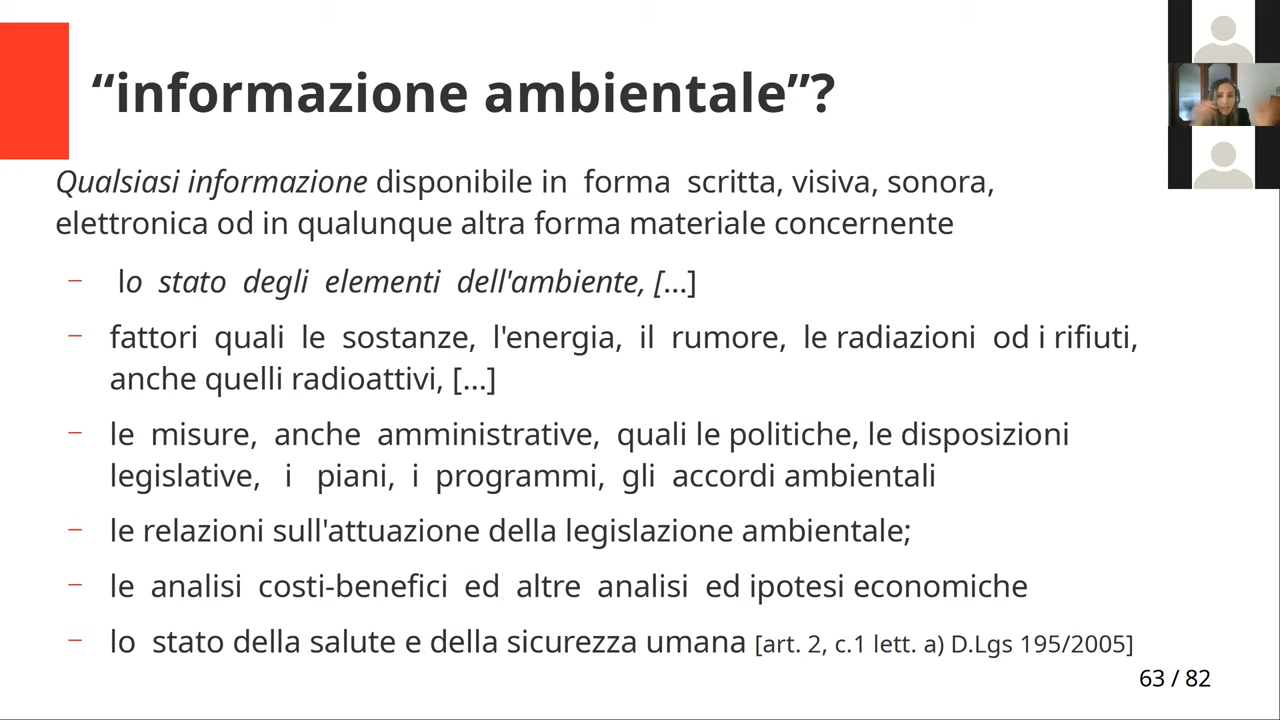 “informazione ambientale”?
Qualsiasi informazione disponibile in forma scritta, visiva, sonora,
elettronica od in qualunque altra forma materiale concernente
– lo stato degli elementi dell'ambiente, [...]
– fattori quali le sostanze, l'energia, il rumore, le radiazioni od i rifiuti,
anche quelli radioattivi, [...]
– le misure, anche amministrative, quali le politiche, le disposizioni
legislative, i piani, i programmi, gli accordi ambientali
– le relazioni sull'attuazione della legislazione ambientale;
– le analisi costi-benefici ed altre analisi ed ipotesi economiche
– lo stato della salute e della sicurezza umana [art. 2, c.1 lett. a) D.Lgs 195/2005]
63 / 82